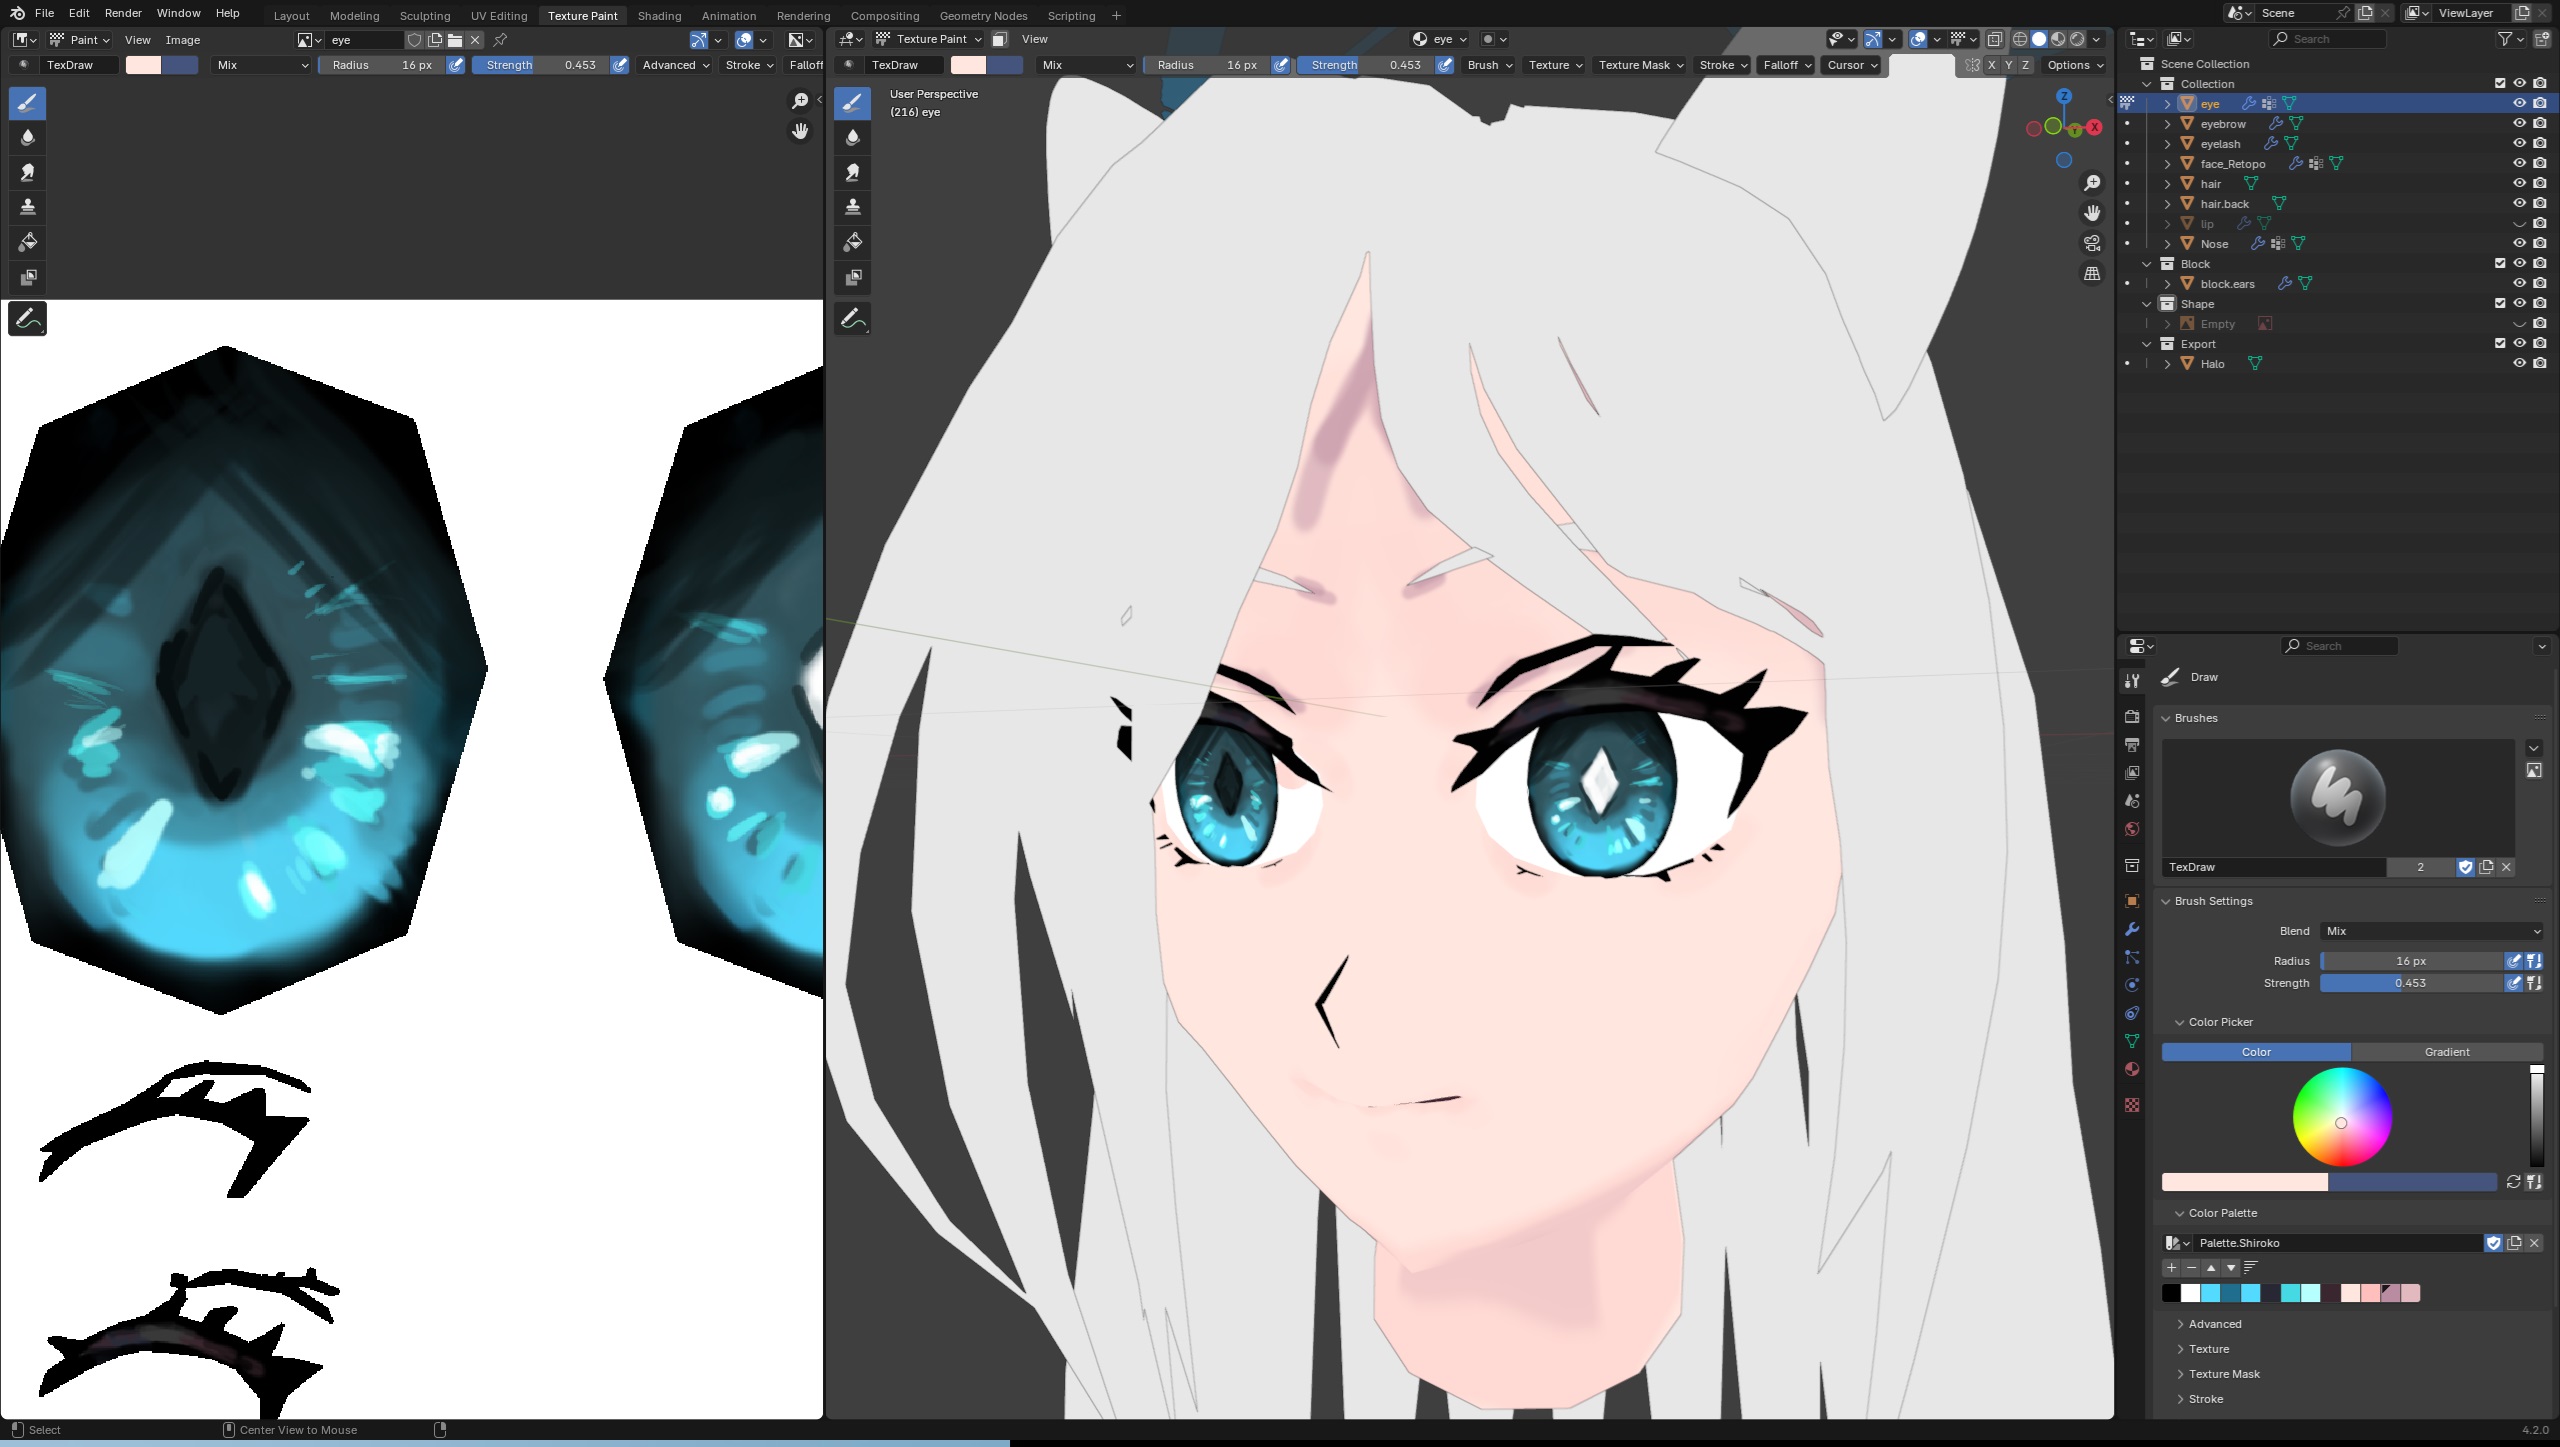 File Edit Render Window Help Layout Modeling Sculpting UV Editing Texture Paint Shading Animation Rendering Compositing Geometry Nodes Scripting + Scene ViewLayer
Paint View Image eye Texture Paint View eye Search
TexDraw Mix Radius 16 px Strength 0.453 Advanced Stroke Falloff TexDraw Mix Radius 16 px Strength 0.453 Brush Texture Texture Mask Stroke Falloff Cursor X Y Z Options
User Perspective
(216) eye
Z
X
Y
Scene Collection
Collection
eye
eyebrow
eyelash
face_Retopo
hair
hair.back
lip
Nose
Block
block.ears
Shape
Empty
Export
Halo
Search
Draw
Brushes
TexDraw 2
Brush Settings
Blend Mix
Radius 16 px
Strength 0.453
Color Picker
Color Gradient
Color Palette
Palette.Shiroko
Advanced
Texture
Texture Mask
Stroke
Select Center View to Mouse 4.2.0